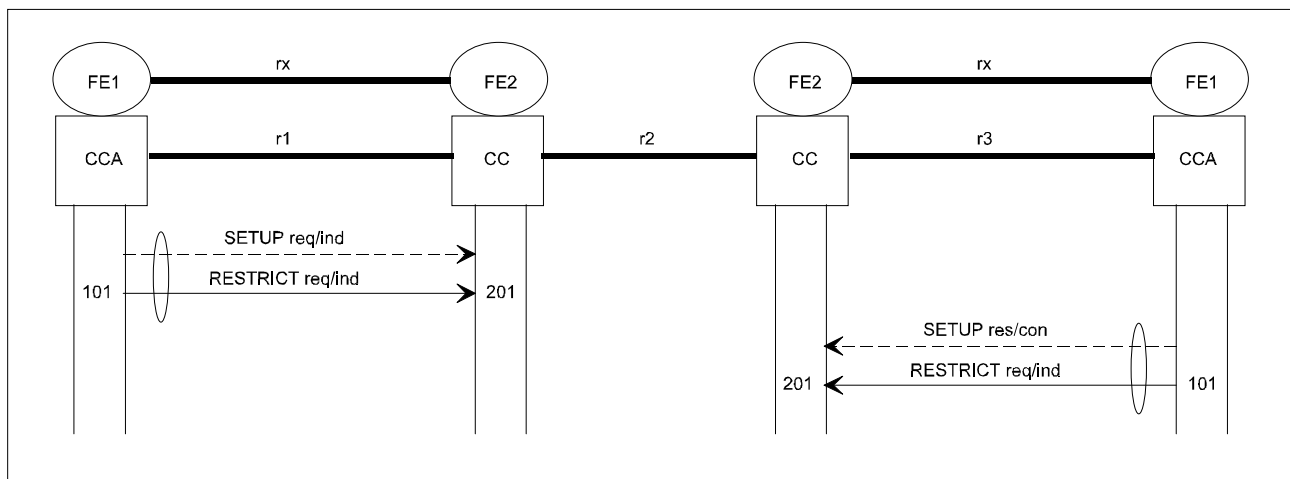 FE1 rx FE2 FE2 rx FE1
CCA r1 CC r2 CC r3 CCA
SETUP req/ind
RESTRICT req/ind
101 201
SETUP res/con
RESTRICT req/ind
201 101